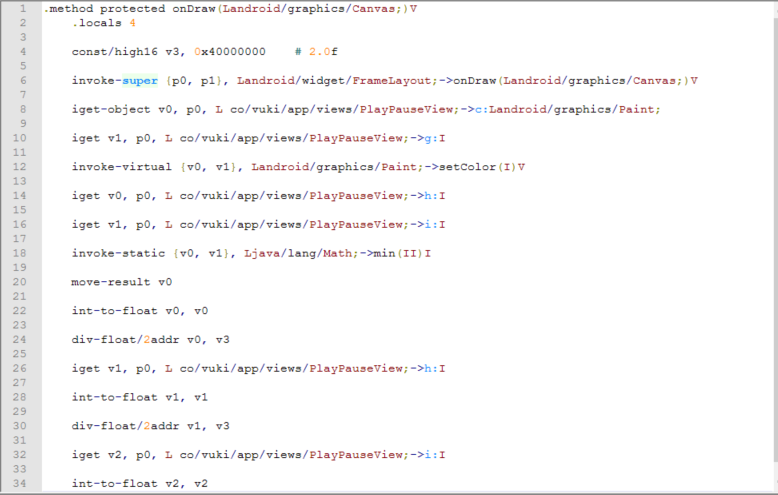 1 .method protected onDraw(Landroid/graphics/Canvas;)V
2 .locals 4
3
4 const/high16 v3, 0x40000000 # 2.0f
5
6 invoke-super {p0, p1}, Landroid/widget/FrameLayout;->onDraw(Landroid/graphics/Canvas;)V
7
8 iget-object v0, p0, L co/vuki/app/views/PlayPauseView;->c:Landroid/graphics/Paint;
9
10 iget v1, p0, L co/vuki/app/views/PlayPauseView;->g:I
11
12 invoke-virtual {v0, v1}, Landroid/graphics/Paint;->setColor(I)V
13
14 iget v0, p0, L co/vuki/app/views/PlayPauseView;->h:I
15
16 iget v1, p0, L co/vuki/app/views/PlayPauseView;->i:I
17
18 invoke-static {v0, v1}, Ljava/lang/Math;->min(II)I
19
20 move-result v0
21
22 int-to-float v0, v0
23
24 div-float/2addr v0, v3
25
26 iget v1, p0, L co/vuki/app/views/PlayPauseView;->h:I
27
28 int-to-float v1, v1
29
30 div-float/2addr v1, v3
31
32 iget v2, p0, L co/vuki/app/views/PlayPauseView;->i:I
33
34 int-to-float v2, v2